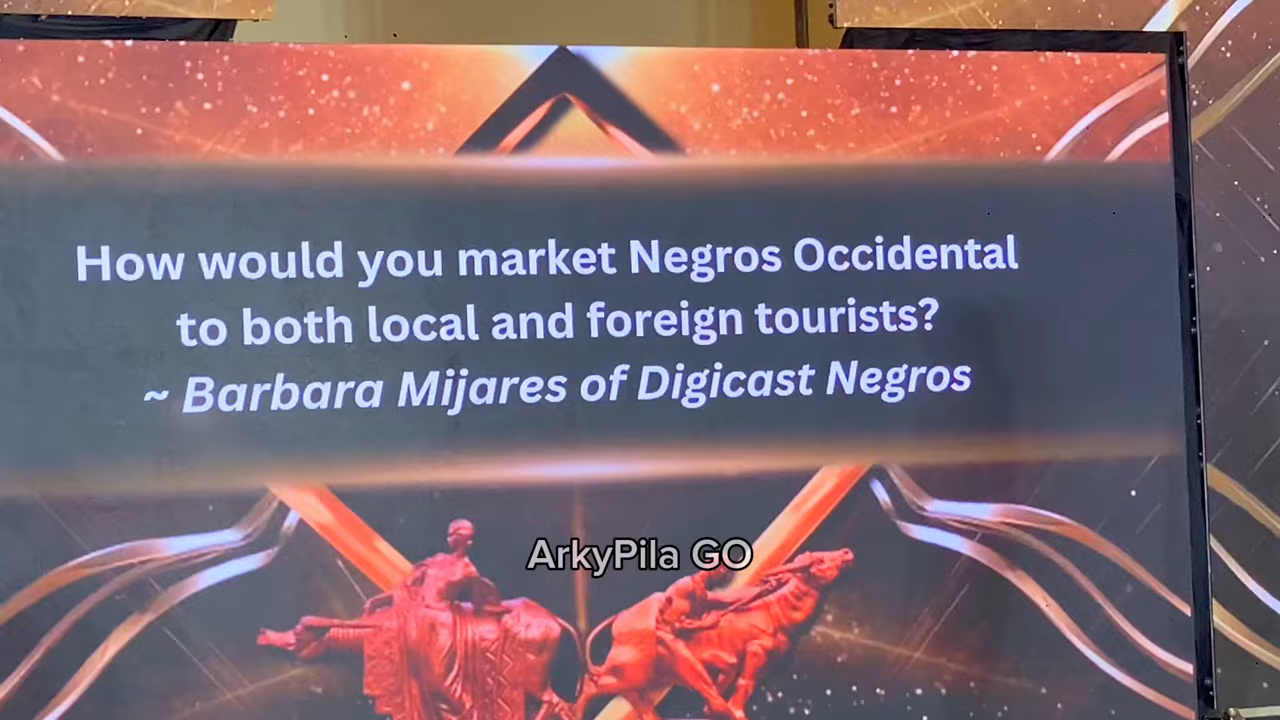 How would you market Negros Occidental
to both local and foreign tourists?
~ Barbara Mijares of Digicast Negros
ArkyPila GO